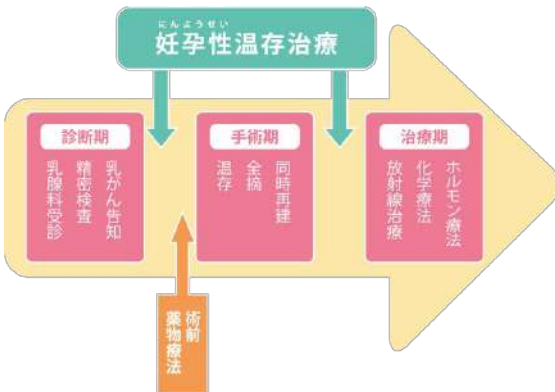 にんようせい
妊孕性温存治療
診断期
乳がん告知
精密検査
乳腺科受診
手術期
同時再建
全摘
温存
治療期
ホルモン療法
化学療法
放射線治療
術前
薬物療法